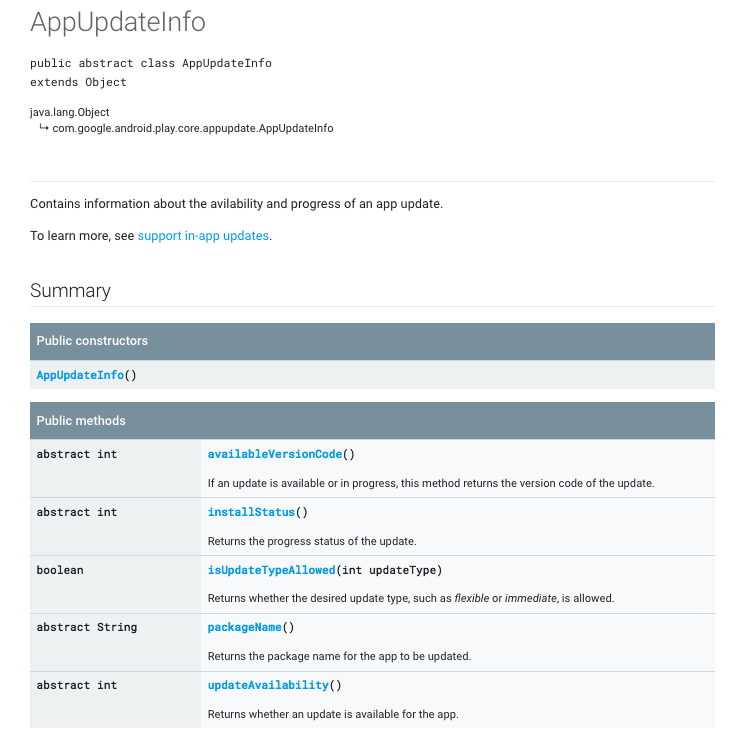 AppUpdateInfo
public abstract class AppUpdateInfo
extends Object
java.lang.Object
↳ com.google.android.play.core.appupdate.AppUpdateInfo
Contains information about the avilability and progress of an app update.
To learn more, see support in-app updates.
Summary
Public constructors
AppUpdateInfo()
Public methods
abstract int availableVersionCode()
If an update is available or in progress, this method returns the version code of the update.
abstract int installStatus()
Returns the progress status of the update.
boolean isUpdateTypeAllowed(int updateType)
Returns whether the desired update type, such as flexible or immediate, is allowed.
abstract String packageName()
Returns the package name for the app to be updated.
abstract int updateAvailability()
Returns whether an update is available for the app.